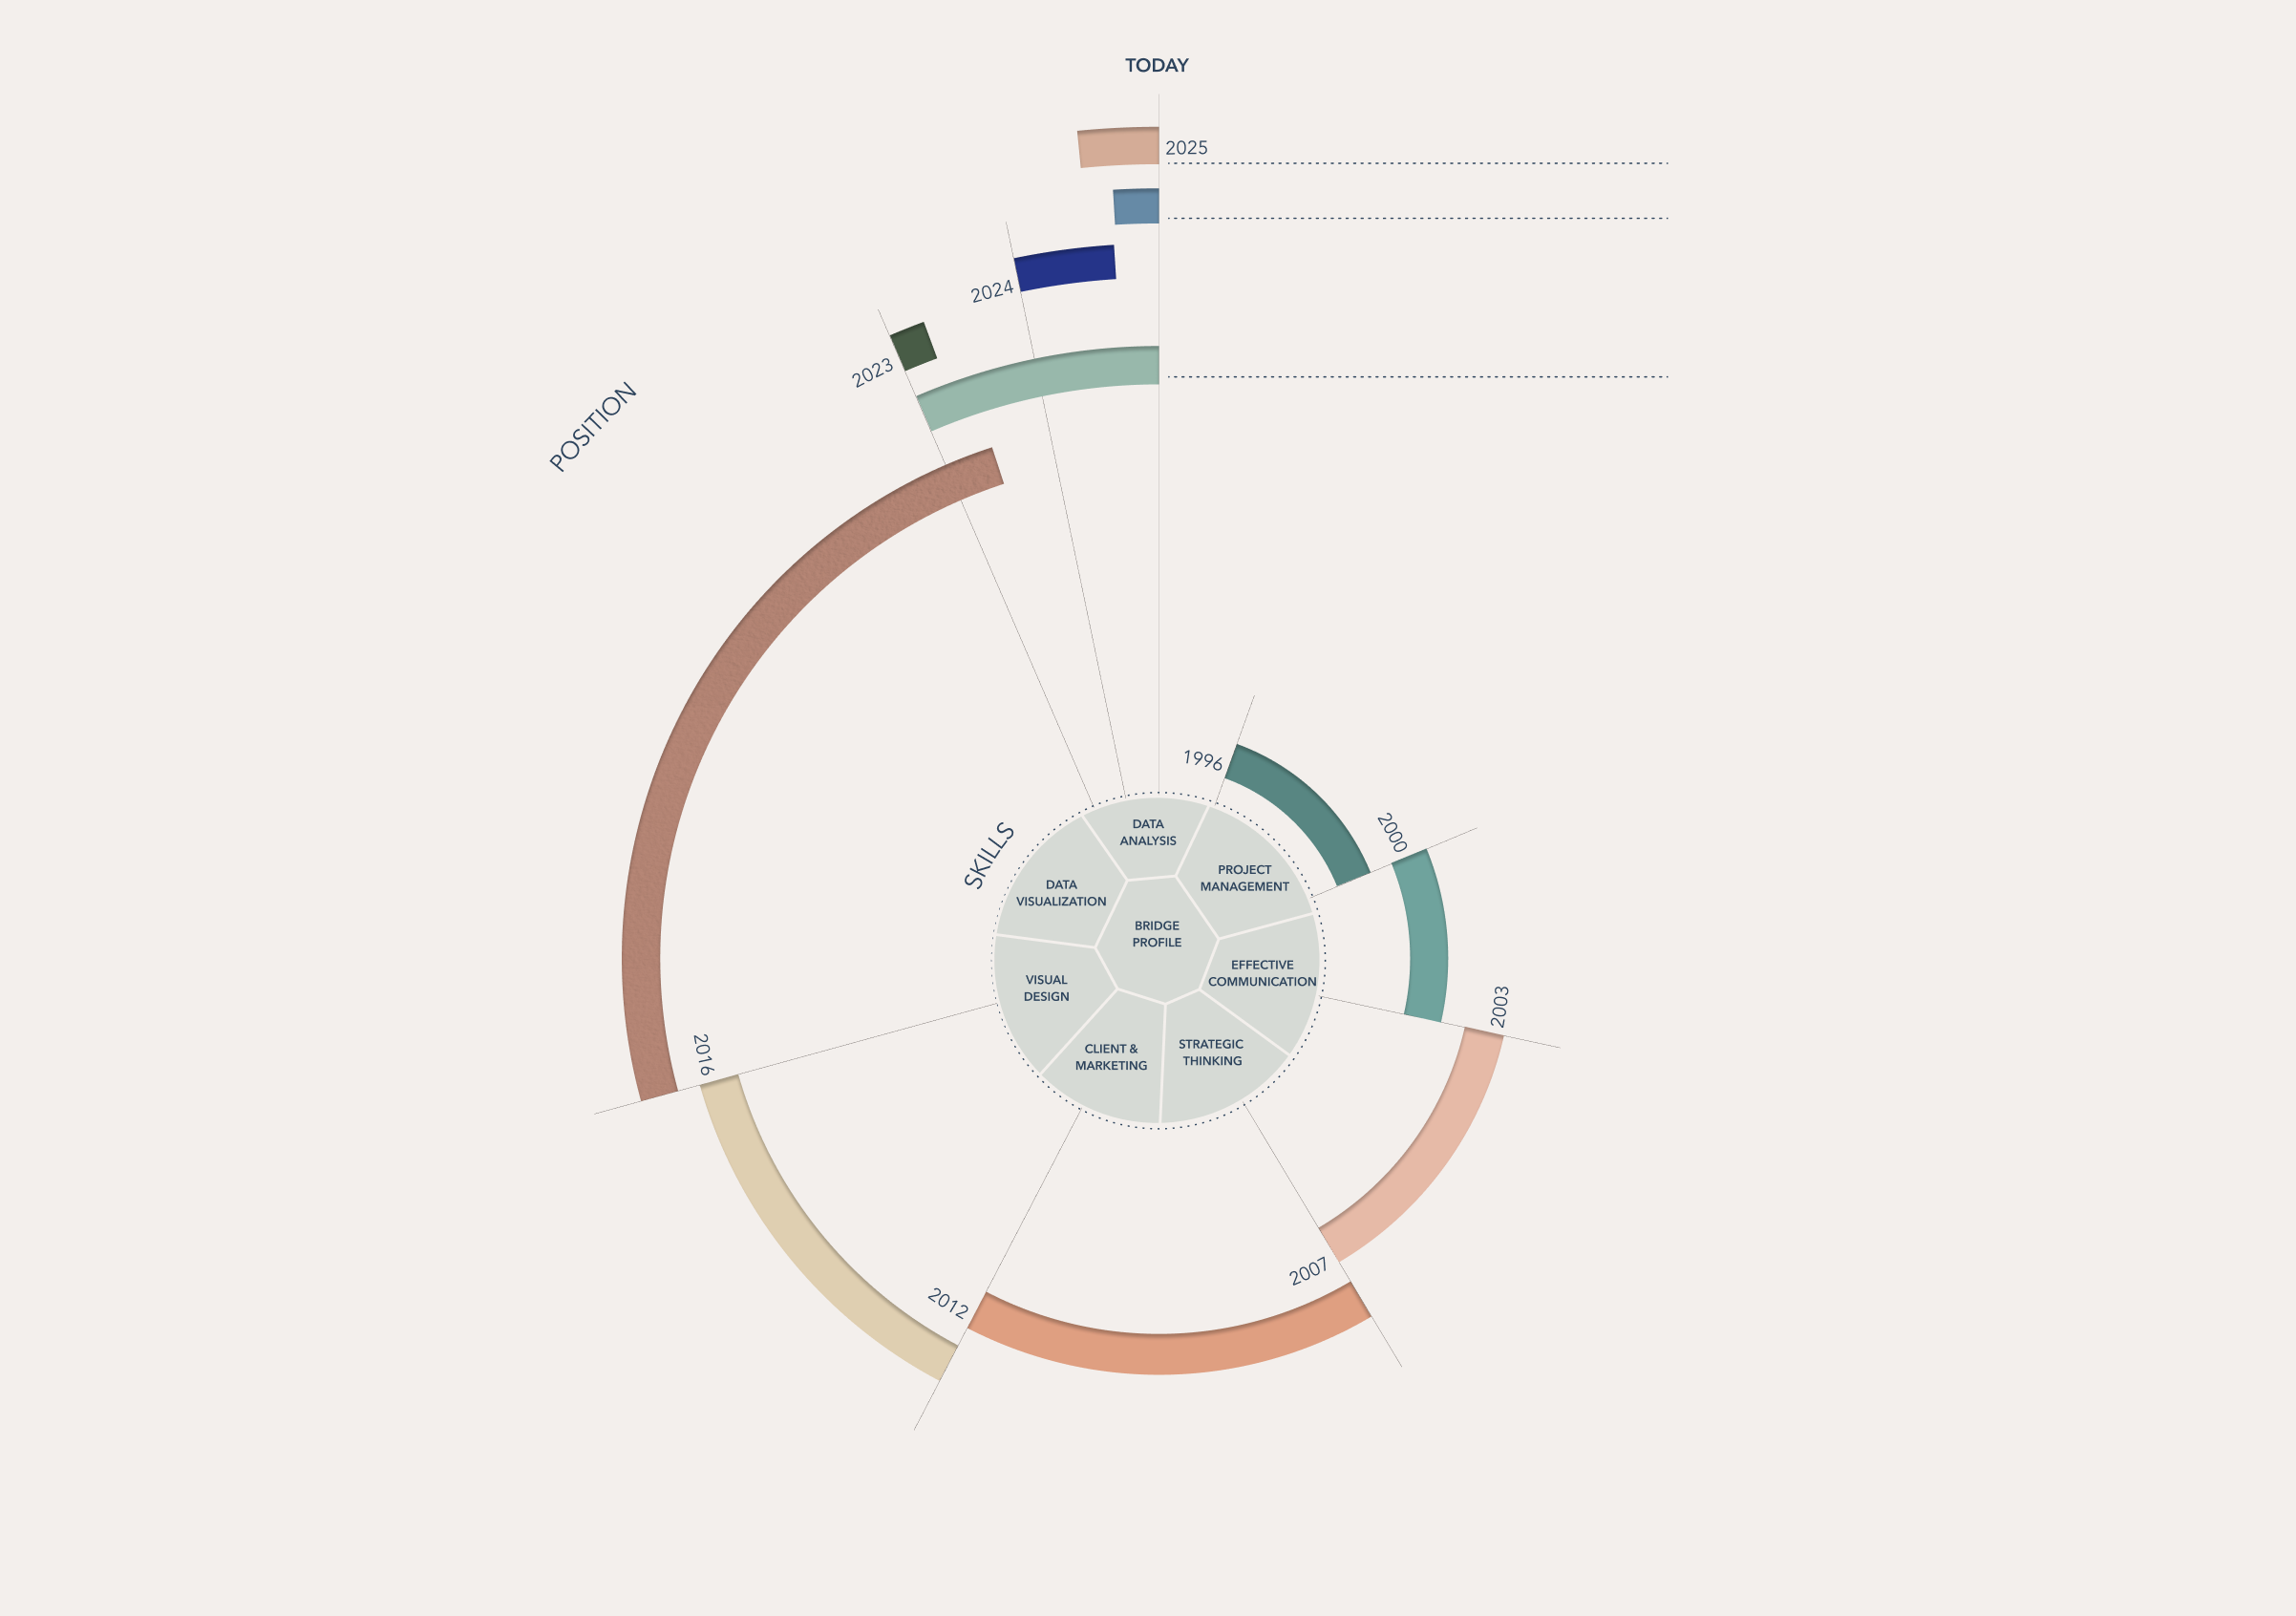 TODAY
2025
2024
2023
POSITION
1996
2000
SKILLS
DATA
ANALYSIS
PROJECT
MANAGEMENT
DATA
VISUALIZATION
BRIDGE
PROFILE
EFFECTIVE
COMMUNICATION
VISUAL
DESIGN
2003
CLIENT &
MARKETING
STRATEGIC
THINKING
2016
2007
2012